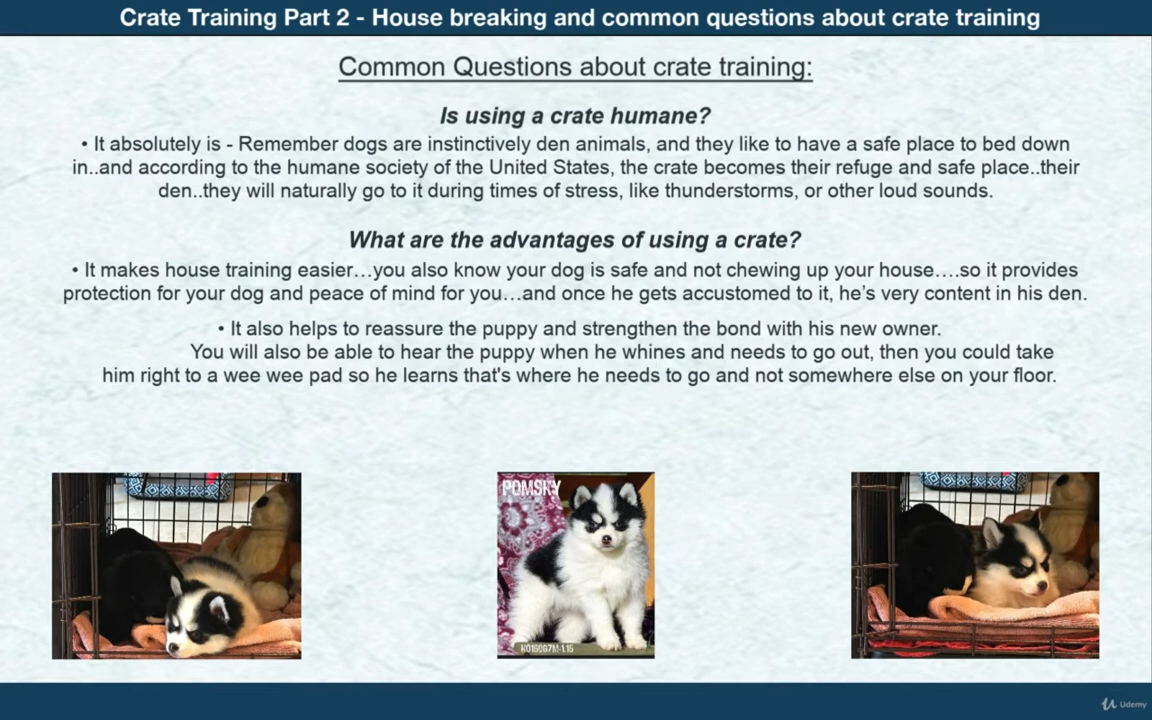 Crate Training Part 2 - House breaking and common questions about crate training
Common Questions about crate training:
Is using a crate humane?
• It absolutely is - Remember dogs are instinctively den animals, and they like to have a safe place to bed down
in..and according to the humane society of the United States, the crate becomes their refuge and safe place..their
den..they will naturally go to it during times of stress, like thunderstorms, or other loud sounds.
What are the advantages of using a crate?
• It makes house training easier…you also know your dog is safe and not chewing up your house….so it provides
protection for your dog and peace of mind for you…and once he gets accustomed to it, he’s very content in his den.
• It also helps to reassure the puppy and strengthen the bond with his new owner.
You will also be able to hear the puppy when he whines and needs to go out, then you could take
him right to a wee wee pad so he learns that's where he needs to go and not somewhere else on your floor.
POMSKY
Udemy